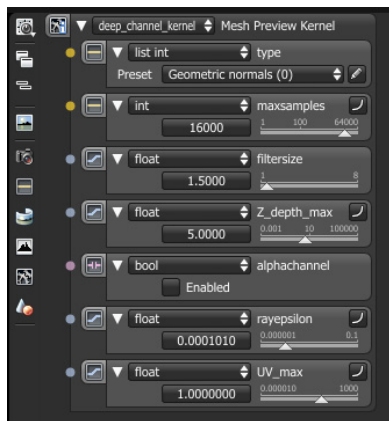 deep_channel_kernel Mesh Preview Kernel
list int type
Preset Geometric normals (0)
int maxsamples
16000 1 100 64000
float filtersize
1.5000 1 8
float Z_depth_max
5.0000 0.001 10 100000
bool alphachannel
Enabled
float rayepsilon
0.0001010 0.000001 0.1
float UV_max
1.0000000 0.000010 1000